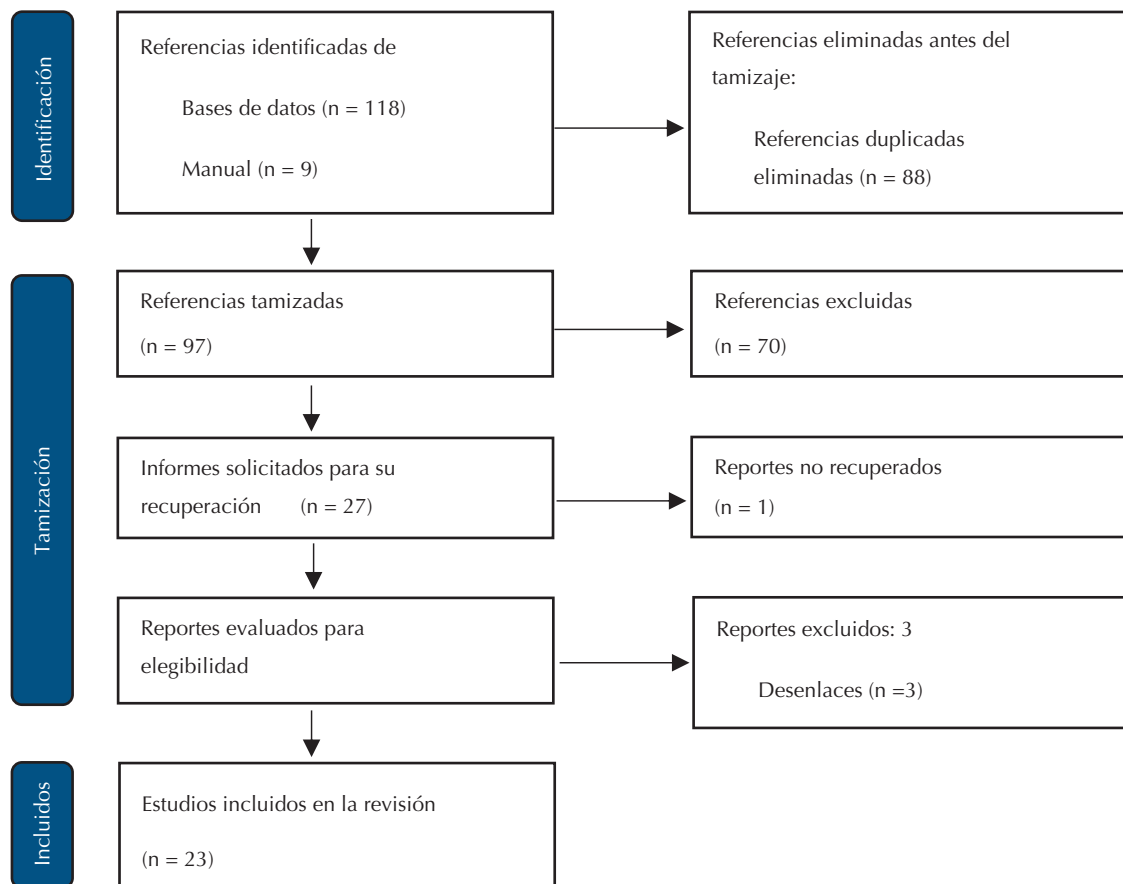 Identificación
Referencias identificadas de
Bases de datos (n = 118)
Manual (n = 9)
Referencias eliminadas antes del
tamizaje:
Referencias duplicadas
eliminadas (n = 88)
Tamización
Referencias tamizadas
(n = 97)
Referencias excluidas
(n = 70)
Informes solicitados para su
recuperación (n = 27)
Reportes no recuperados
(n = 1)
Reportes evaluados para
elegibilidad
Reportes excluidos: 3
Desenlaces (n =3)
Incluidos
Estudios incluidos en la revisión
(n = 23)